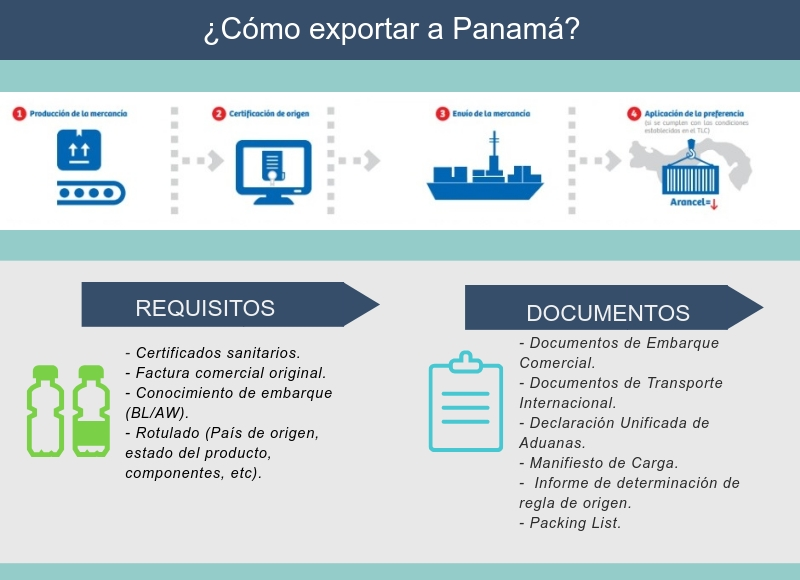 ¿Cómo exportar a Panamá?
1 Producción de la mercancía
2 Certificación de origen
3 Envío de la mercancía
4 Aplicación de la preferencia
(si se cumplen con las condiciones
establecidos en el TLC)
Arancel=
REQUISITOS
- Certificados sanitarios.
- Factura comercial original.
- Conocimiento de embarque
(BL/AW).
- Rotulado (País de origen,
estado del producto,
componentes, etc).
DOCUMENTOS
- Documentos de Embarque
Comercial.
- Documentos de Transporte
Internacional.
- Declaración Unificada de
Aduanas.
- Manifiesto de Carga.
- Informe de determinación de
regla de origen.
- Packing List.